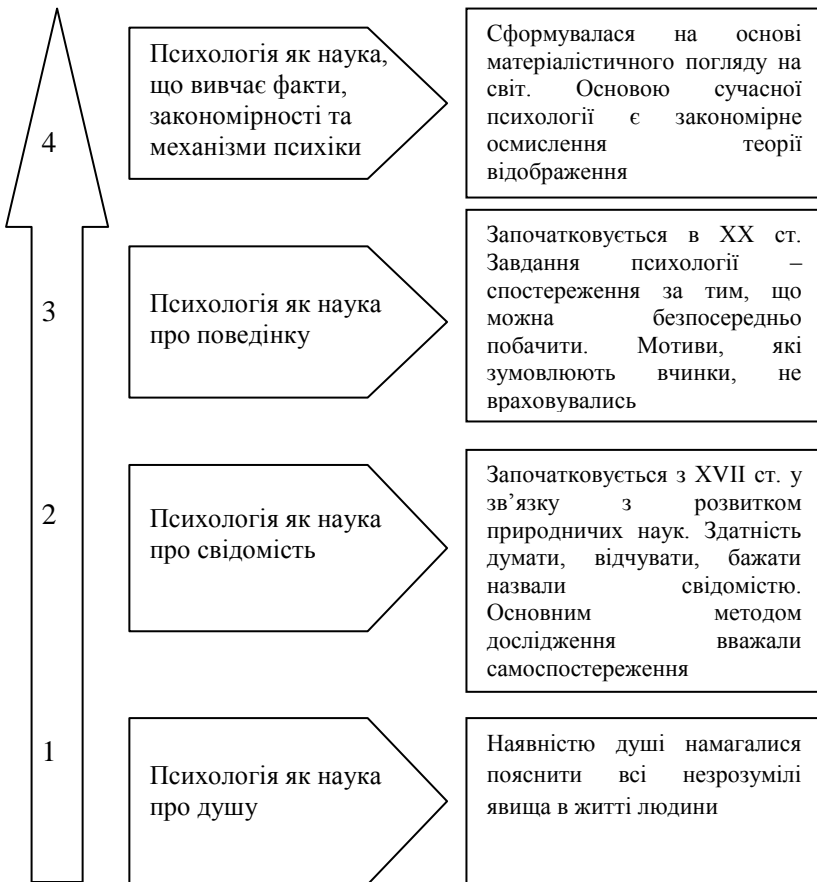 4
Психологія як наука,
що вивчає факти,
закономірності та
механізми психіки
Сформувалася на основі
матеріалістичного погляду на
світ. Основою сучасної
психології є закономірне
осмислення теорії
відображення
3
Психологія як наука
про поведінку
Започатковується в XX ст.
Завдання психології –
спостереження за тим, що
можна безпосередньо
побачити. Мотиви, які
зумовлюють вчинки, не
враховувались
2
Психологія як наука
про свідомість
Започатковується з XVII ст. у
зв’язку з розвитком
природничих наук. Здатність
думати, відчувати, бажати
назвали свідомістю.
Основним методом
дослідження вважали
самоспостереження
1
Психологія як наука
про душу
Наявністю душі намагалися
пояснити всі незрозумілі
явища в житті людини